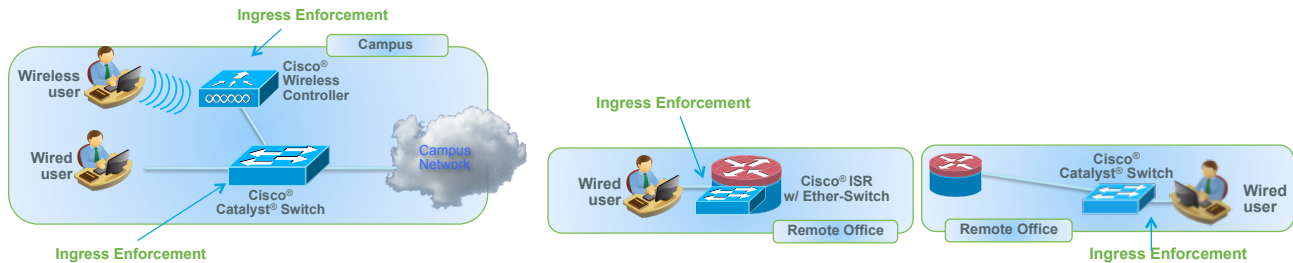 Ingress Enforcement
Campus
Wireless
user
Cisco®
Wireless
Controller
Wired
user
Campus
Network
Cisco®
Catalyst® Switch
Ingress Enforcement
Ingress Enforcement
Wired
user
Cisco® ISR
w/ Ether-Switch
Remote Office
Cisco®
Catalyst® Switch
Wired
user
Remote Office
Ingress Enforcement